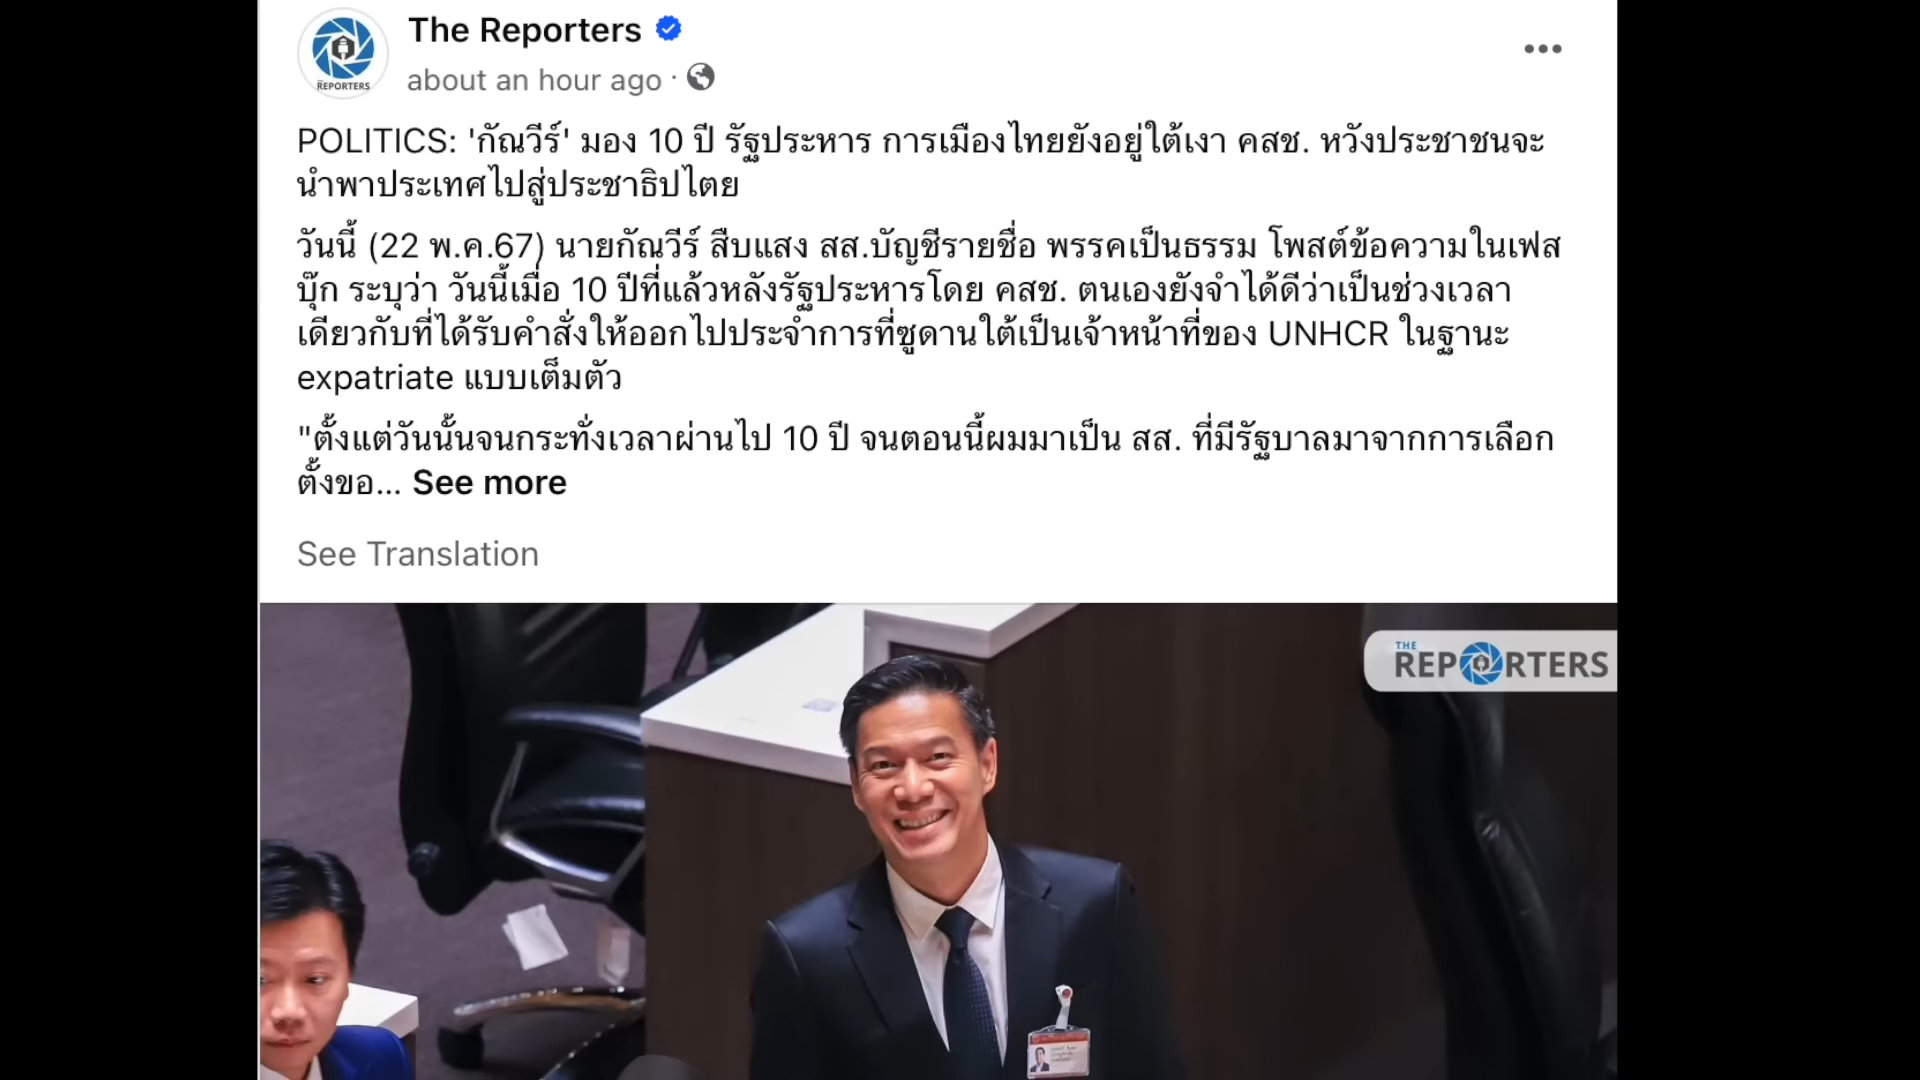 The Reporters
about an hour ago ·
REPORTERS
POLITICS: 'กัณวีร์' มอง 10 ปี รัฐประหาร การเมืองไทยยังอยู่ใต้เงา คสช. หวังประชาชนจะ
นำพาประเทศไปสู่ประชาธิปไตย
วันนี้ (22 พ.ค.67) นายกัณวีร์ สืบแสง สส.บัญชีรายชื่อ พรรคเป็นธรรม โพสต์ข้อความในเฟส
บุ๊ก ระบุว่า วันนี้เมื่อ 10 ปีที่แล้วหลังรัฐประหารโดย คสช. ตนเองยังจำได้ดีว่าเป็นช่วงเวลา
เดียวกับที่ได้รับคำสั่งให้ออกไปประจำการที่ซูดานใต้เป็นเจ้าหน้าที่ของ UNHCR ในฐานะ
expatriate แบบเต็มตัว
"ตั้งแต่วันนั้นจนกระทั่งเวลาผ่านไป 10 ปี จนตอนนี้ผมมาเป็น สส. ที่มีรัฐบาลมาจากการเลือก
ตั้งขอ... See more
See Translation
THE
REPORTERS